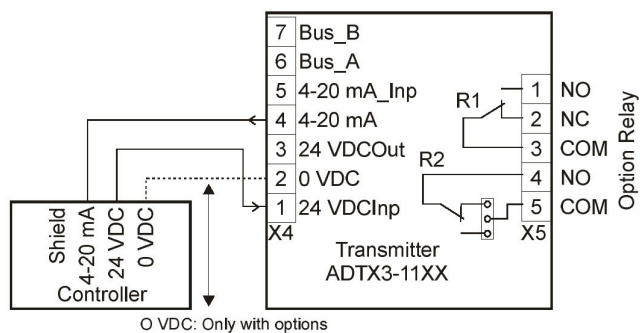 7 Bus_B
6 Bus_A
5 4-20 mA_Inp
4 4-20 mA
3 24 VDCOut
2 0 VDC
1 24 VDCInp
X4
R1
R2
1 NO
2 NC
3 COM
4 NO
5 COM
X5
Option Relay
Transmitter
ADTX3-11XX
Shield
4-20 mA
24 VDC
0 VDC
Controller
O VDC: Only with options